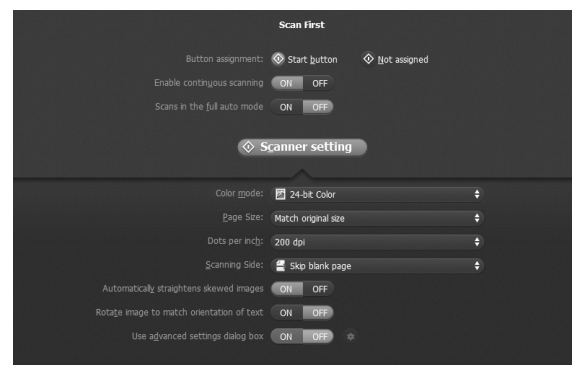 Scan First
Button assignment: Start button Not assigned
Enable continuous scanning ON OFF
Scans in the full auto mode ON OFF
Scanner setting
Color mode: 24-bit Color
Page Size: Match original size
Dots per inch: 200 dpi
Scanning Side: Skip blank page
Automatically straightens skewed images ON OFF
Rotate image to match orientation of text ON OFF
Use advanced settings dialog box ON OFF